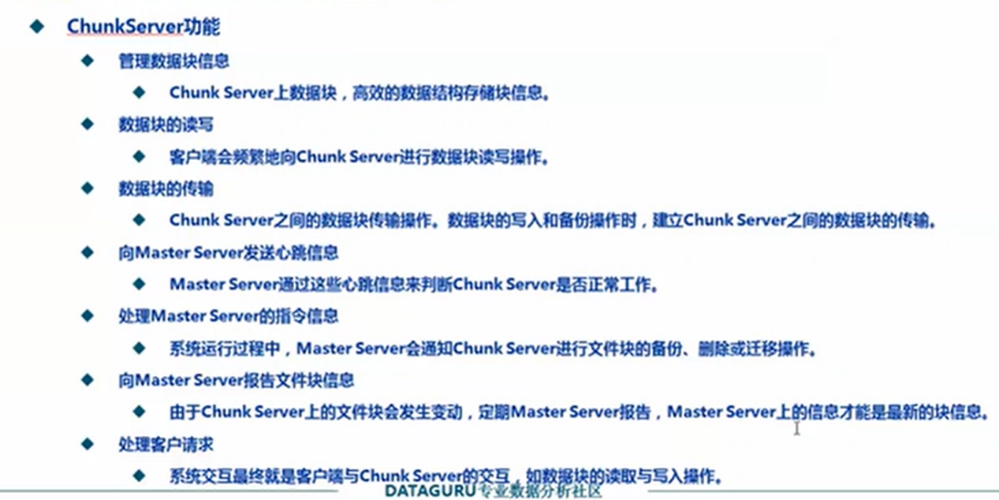 ChunkServer功能
管理数据块信息
Chunk Server上数据块，高效的数据结构存储块信息。
数据块的读写
客户端会频繁地向Chunk Server进行数据块读写操作。
数据块的传输
Chunk Server之间的数据块传输操作。数据块的写入和备份操作时，建立Chunk Server之间的数据块的传输。
向Master Server发送心跳信息
Master Server通过这些心跳信息来判断Chunk Server是否正常工作。
处理Master Server的指令信息
系统运行过程中，Master Server会通知Chunk Server进行文件块的备份、删除或迁移操作。
向Master Server报告文件块信息
由于Chunk Server上的文件块会发生变动，定期Master Server报告，Master Server上的信息才能是最新的块信息。
处理客户请求
系统交互最终就是客户端与Chunk Server的交互，如数据块的读取与写入操作。
DATAGURU专业数据分析社区